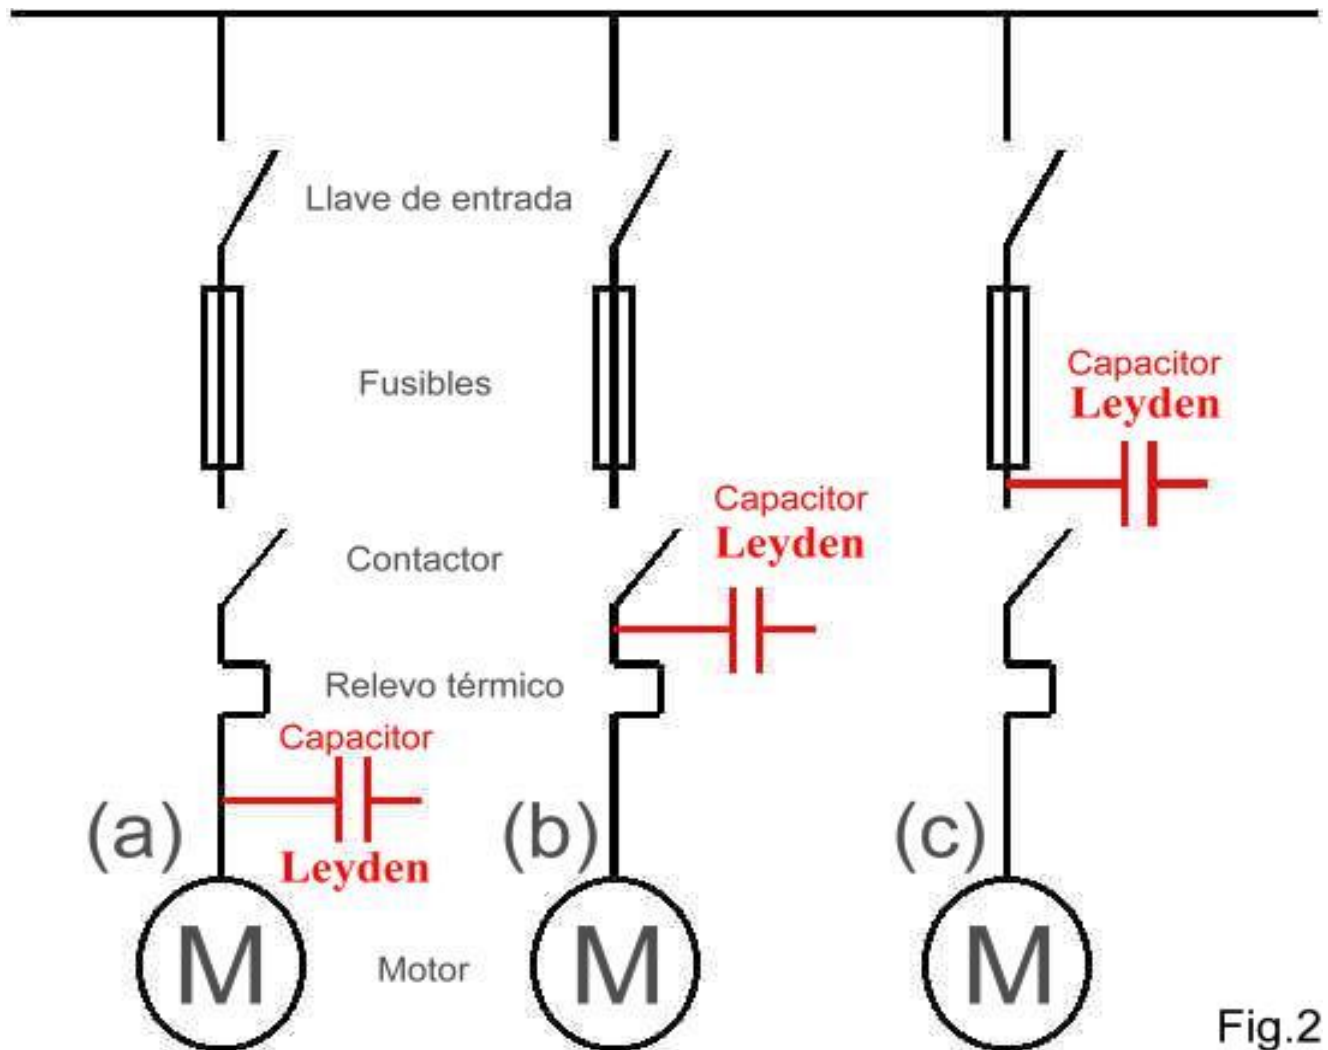 Llave de entrada
Fusibles
Capacitor
Leyden
Capacitor
Leyden
Contactor
Relevo térmico
Capacitor
Leyden
(a)
(b)
(c)
M
Motor
M
M
Fig.2